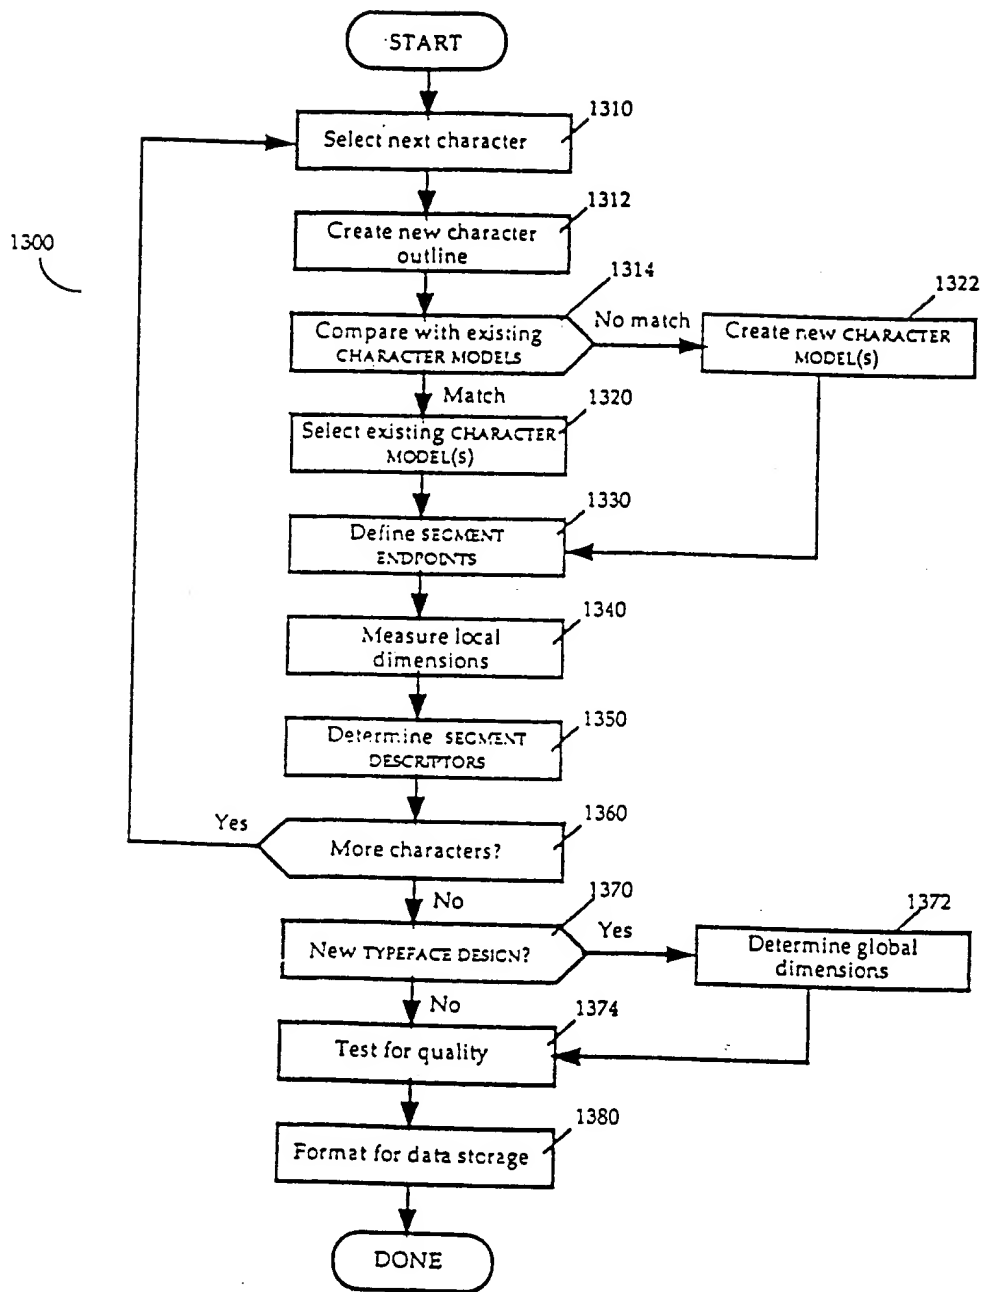 START
1310
Select next character
1312
Create new character
outline
1300
1314
Compare with existing
CHARACTER MODELS
No match
1322
Create new CHARACTER
MODEL(S)
Match
1320
Select existing CHARACTER
MODEL(S)
1330
Define SEGMENT
ENDPOINTS
1340
Measure local
dimensions
1350
Determine SEGMENT
DESCRIPTORS
Yes
1360
More characters?
No
1370
New TYPEFACE DESIGN?
Yes
1372
Determine global
dimensions
No
1374
Test for quality
1380
Format for data storage
DONE